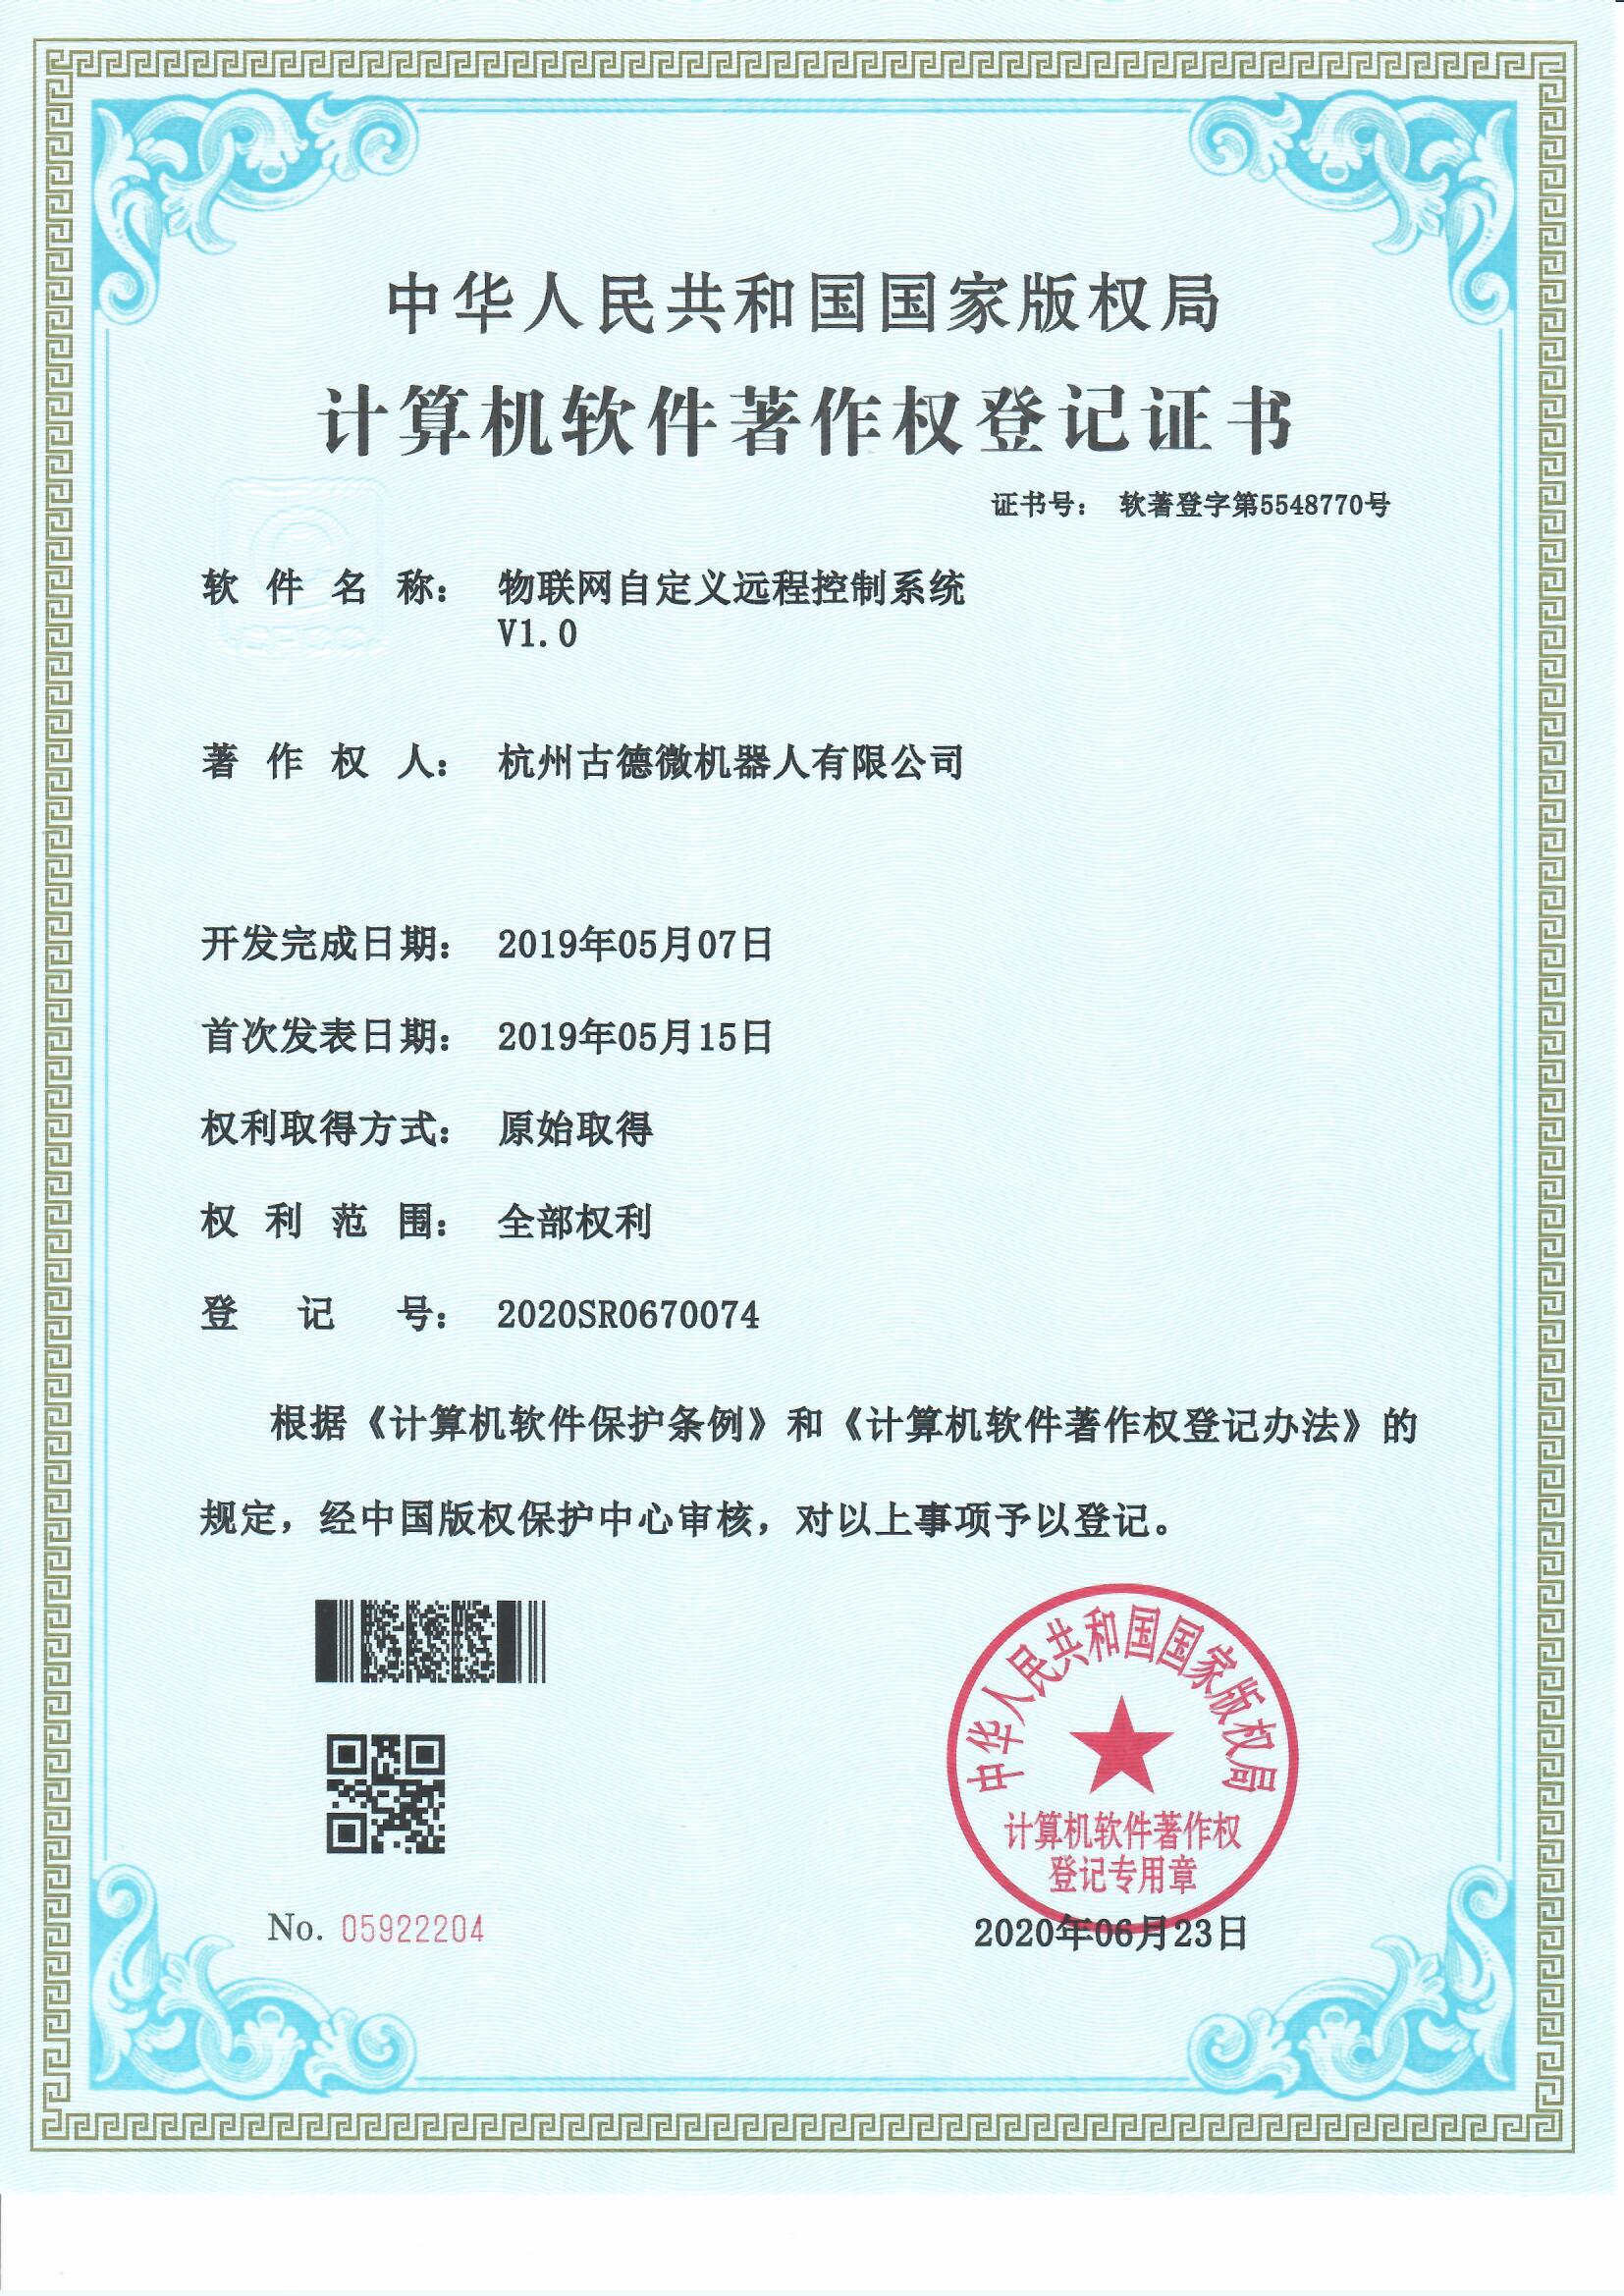 中华人民共和国国家版权局
计算机软件著作权登记证书
证书号： 软著登字第5548770号
软件名称： 物联网自定义远程控制系统
V1.0
著作权人： 杭州古德微机器人有限公司
开发完成日期： 2019年05月07日
首次发表日期： 2019年05月15日
权利取得方式： 原始取得
权利范围： 全部权利
登记号： 2020SR0670074
根据《计算机软件保护条例》和《计算机软件著作权登记办法》的
规定，经中国版权保护中心审核，对以上事项予以登记。
中华人民共和国国家版权局
计算机软件著作权
登记专用章
No. 05922204
2020年06月23日